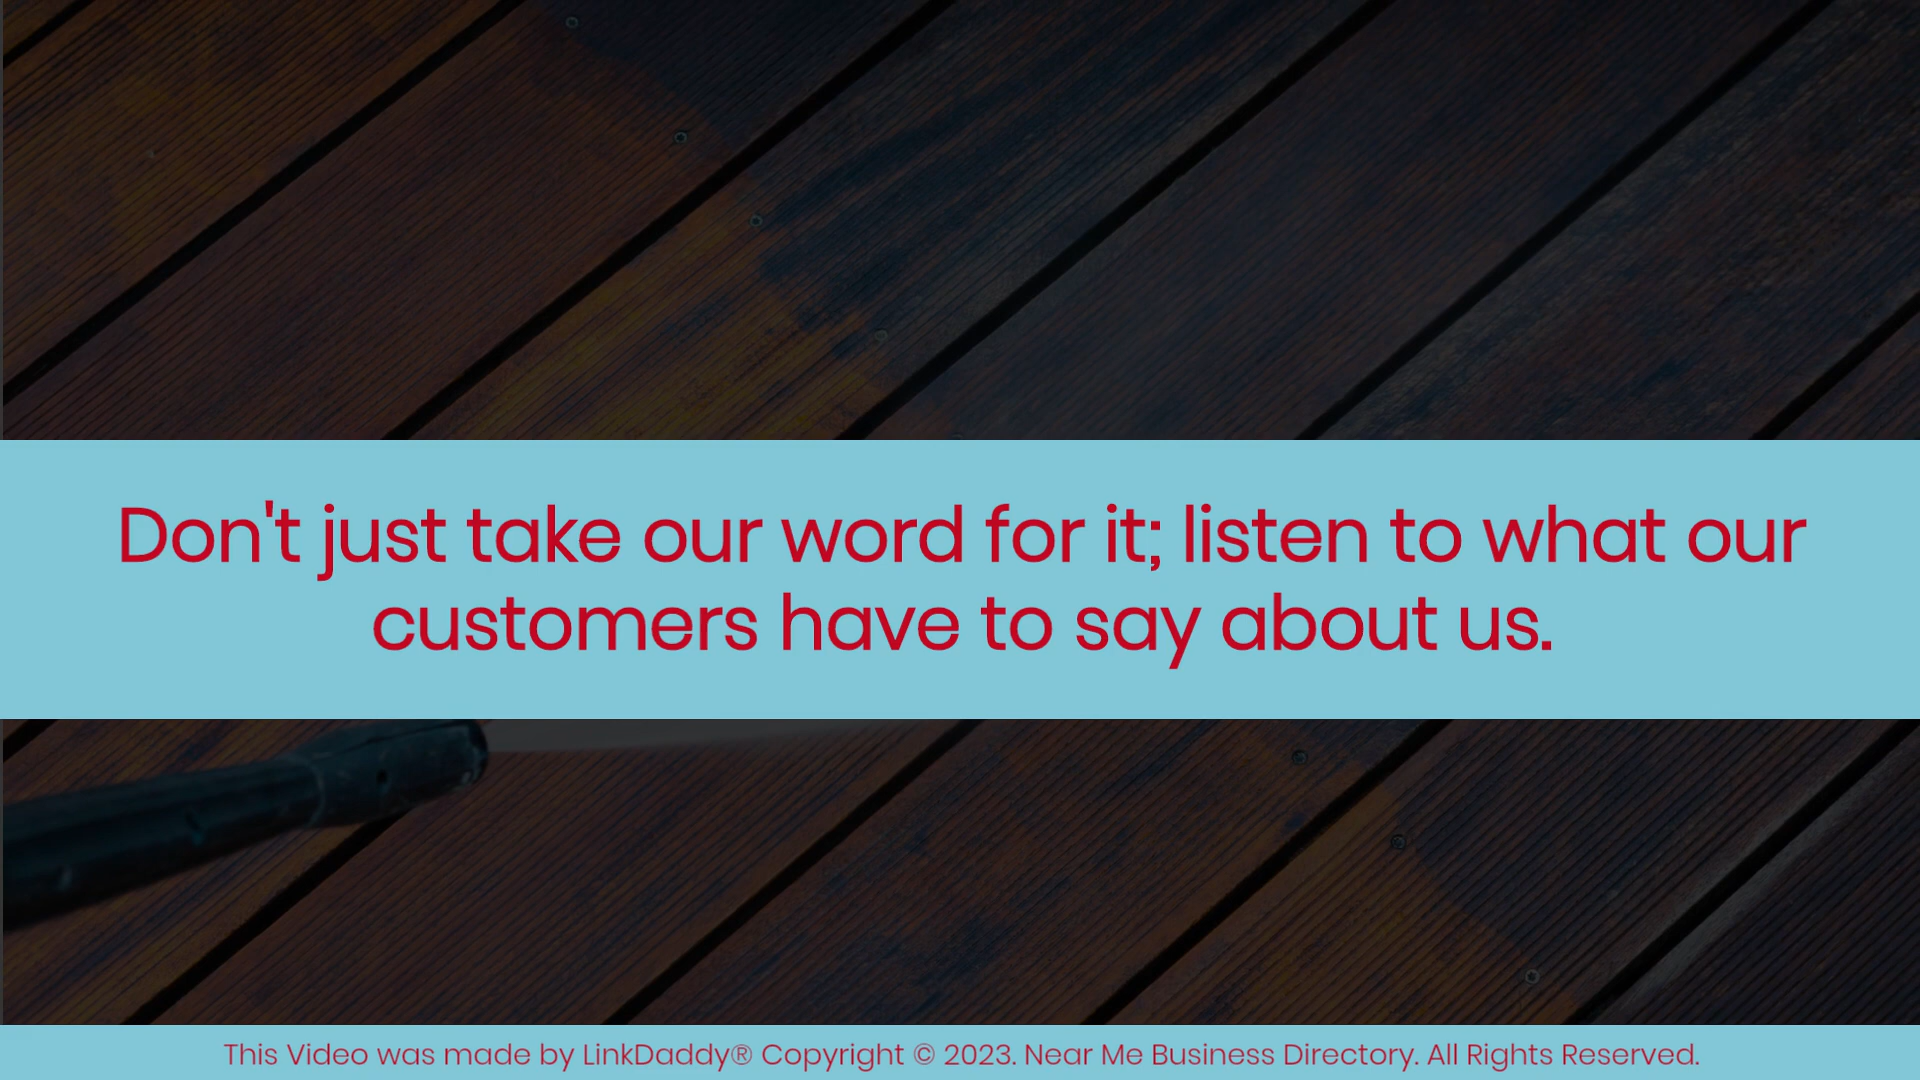 Don't just take our word for it; listen to what our
customers have to say about us.
This Video was made by LinkDaddy® Copyright © 2023. Near Me Business Directory. All Rights Reserved.